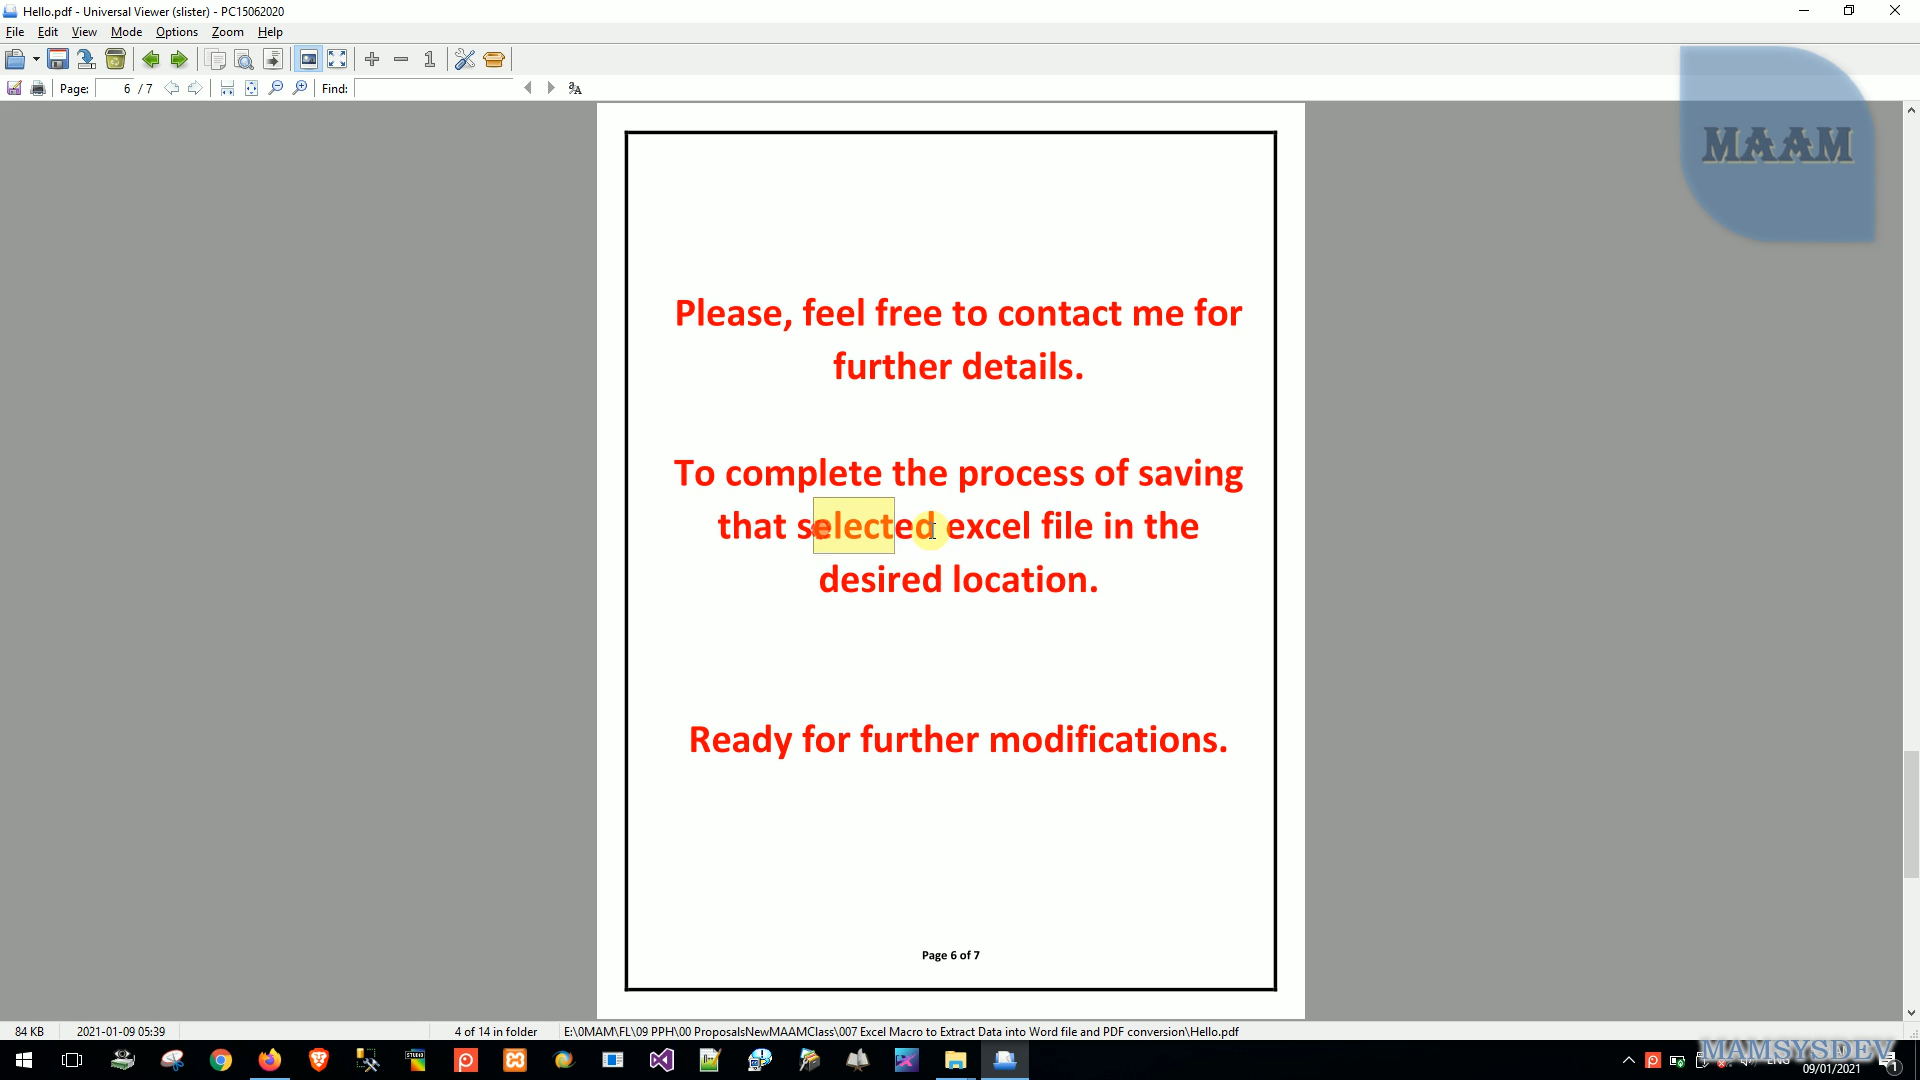 Hello.pdf - Universal Viewer (slister) - PC15062020
File Edit View Mode Options Zoom Help
1
Page: 6 / 7 Find:
MAAM
Please, feel free to contact me for
further details.
To complete the process of saving
that selected excel file in the
desired location.
Ready for further modifications.
Page 6 of 7
84 KB 2021-01-09 05:39 4 of 14 in folder E:\0MAM\FL\09 PPH\00 ProposalsNewMAAMClass\007 Excel Macro to Extract Data into Word file and PDF conversion\Hello.pdf
MAMSYSDEV
09/01/2021
1